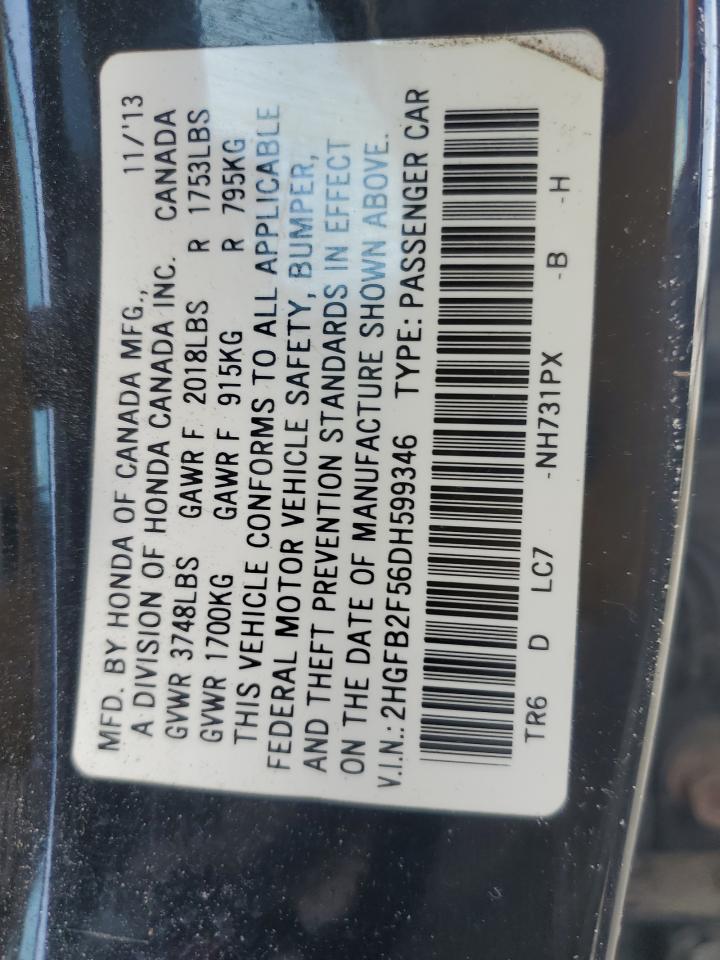 MFD. BY HONDA OF CANADA MFG., 11/'13
A DIVISION OF HONDA CANADA INC. CANADA
GVWR 3748LBS GAWR F 2018LBS R 1753LBS
GVWR 1700KG GAWR F 915KG R 795KG
THIS VEHICLE CONFORMS TO ALL APPLICABLE
FEDERAL MOTOR VEHICLE SAFETY, BUMPER,
AND THEFT PREVENTION STANDARDS IN EFFECT
ON THE DATE OF MANUFACTURE SHOWN ABOVE.
V.I.N.: 2HGFB2F56DH599346 TYPE: PASSENGER CAR
TR6 D LC7 -NH731PX -B -H